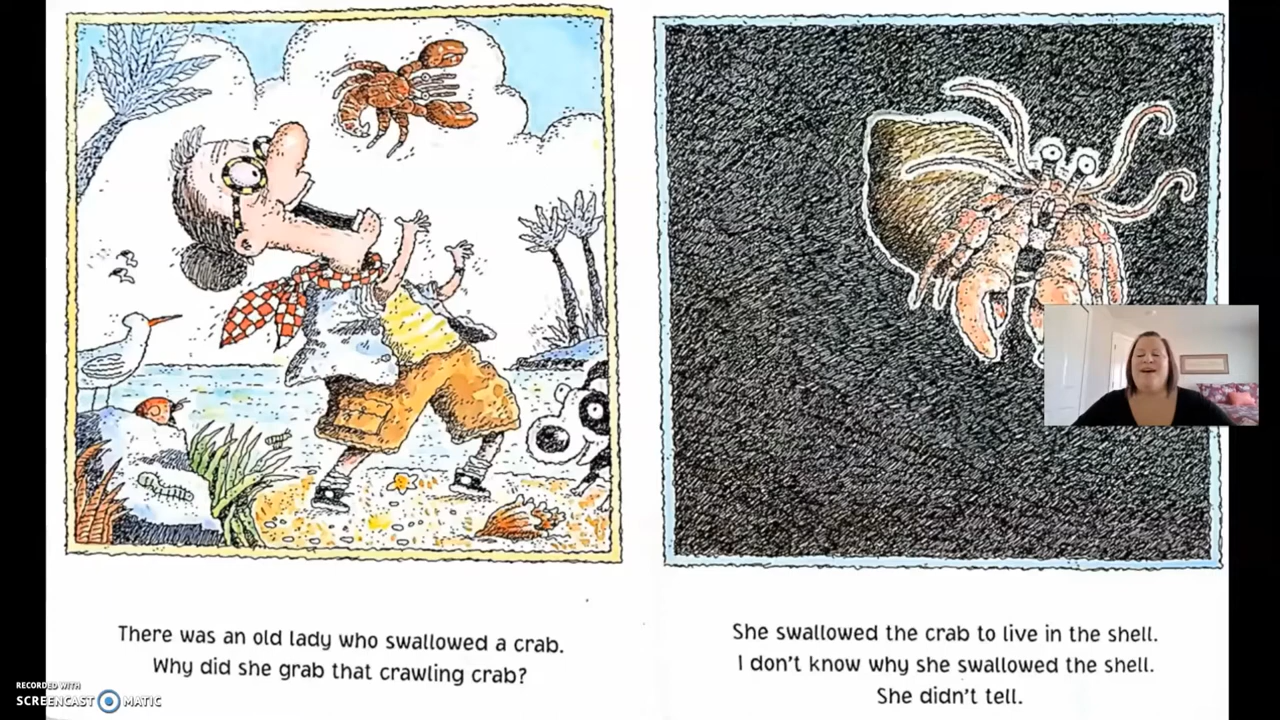 There was an old lady who swallowed a crab.
Why did she grab that crawling crab?
She swallowed the crab to live in the shell.
I don't know why she swallowed the shell.
She didn't tell.
RECORDED WITH
SCREENCAST MATIC